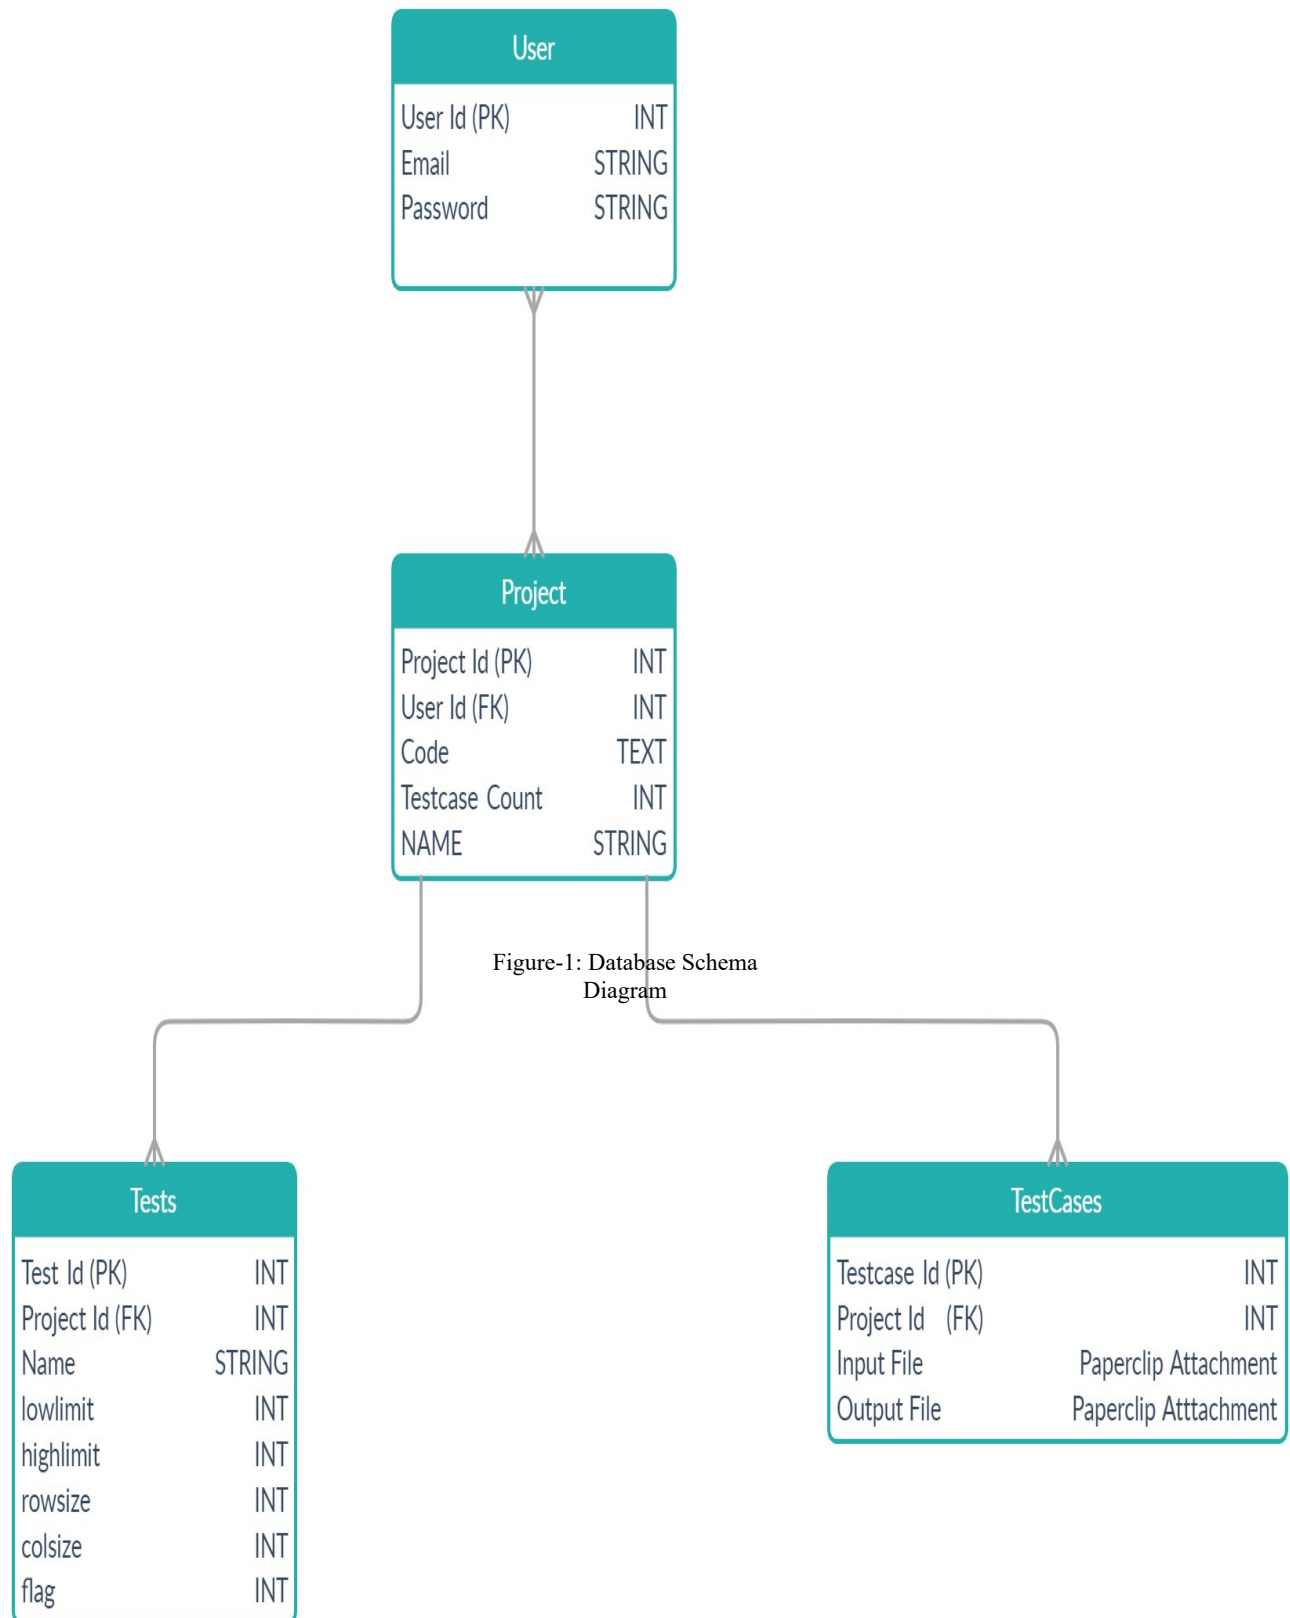 User
User Id (PK) INT
Email STRING
Password STRING
Project
Project Id (PK) INT
User Id (FK) INT
Code TEXT
Testcase Count INT
NAME STRING
Figure-1: Database Schema
Diagram
Tests
Test Id (PK) INT
Project Id (FK) INT
Name STRING
lowlimit INT
highlimit INT
rowsize INT
colsize INT
flag INT
TestCases
Testcase Id (PK) INT
Project Id (FK) INT
Input File Paperclip Attachment
Output File Paperclip Atttachment